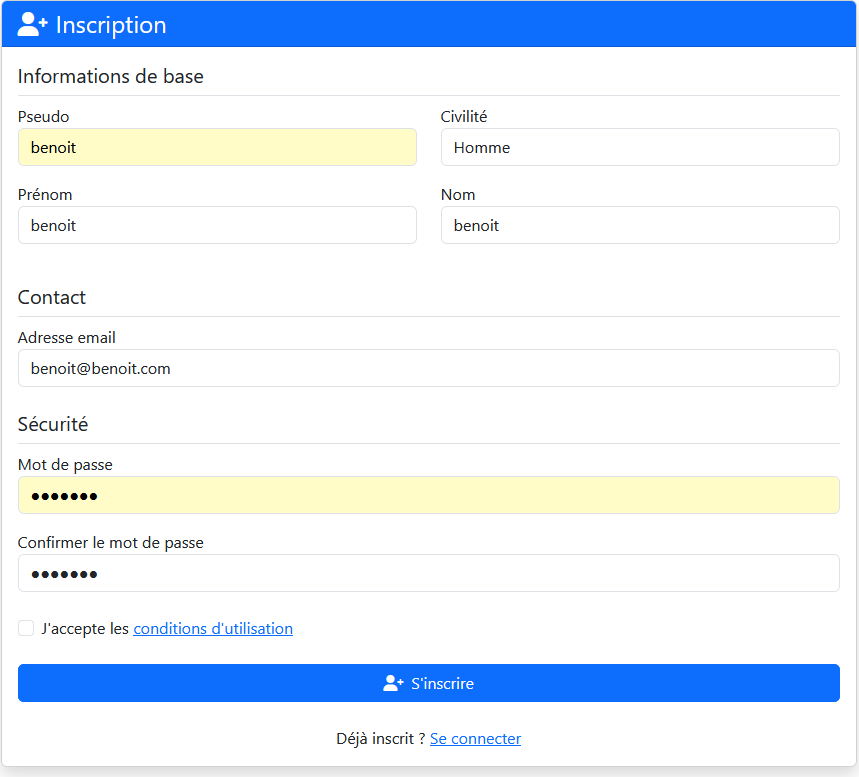 Inscription
Informations de base
Pseudo
Civilité
benoit
Homme
Prénom
Nom
benoit
benoit
Contact
Adresse email
benoit@benoit.com
Sécurité
Mot de passe
•••••••
Confirmer le mot de passe
•••••••
J'accepte les conditions d'utilisation
S'inscrire
Déjà inscrit ? Se connecter